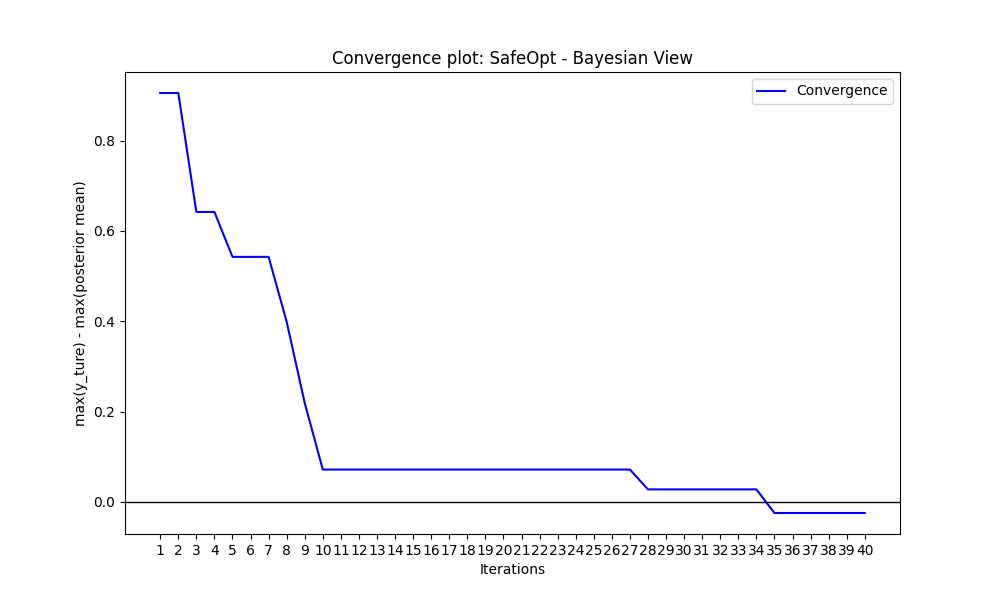 Convergence plot: SafeOpt - Bayesian View
Convergence
max(y_ture) - max(posterior mean)
0.8
0.6
0.4
0.2
0.0
1 2 3 4 5 6 7 8 9 10 11 12 13 14 15 16 17 18 19 20 21 22 23 24 25 26 27 28 29 30 31 32 33 34 35 36 37 38 39 40
Iterations